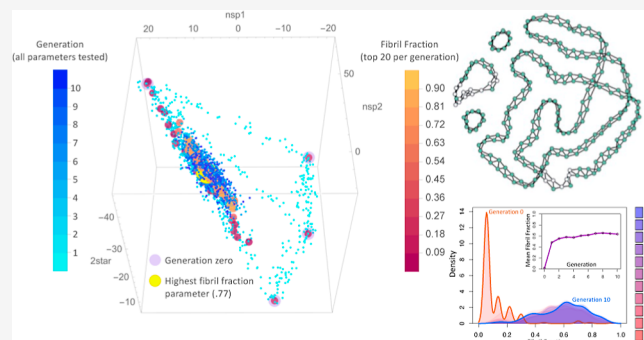 nsp1
20
10
0
−10
−20
Generation
(all parameters tested)
10
9
8
7
6
5
4
3
2
1
50
nsp2
0
−40
−30
2star
−20
−10
Generation zero
Highest fibril fraction
parameter (.77)
Fibril Fraction
(top 20 per generation)
0.90
0.81
0.72
0.63
0.54
0.45
0.36
0.27
0.18
0.09
Generation 0
Density
0 2 4 6 8 10 12 14
Mean Fibril Fraction
Generation
0 2 4 6 8 10
Generation 10
0.0
0.8
1.0